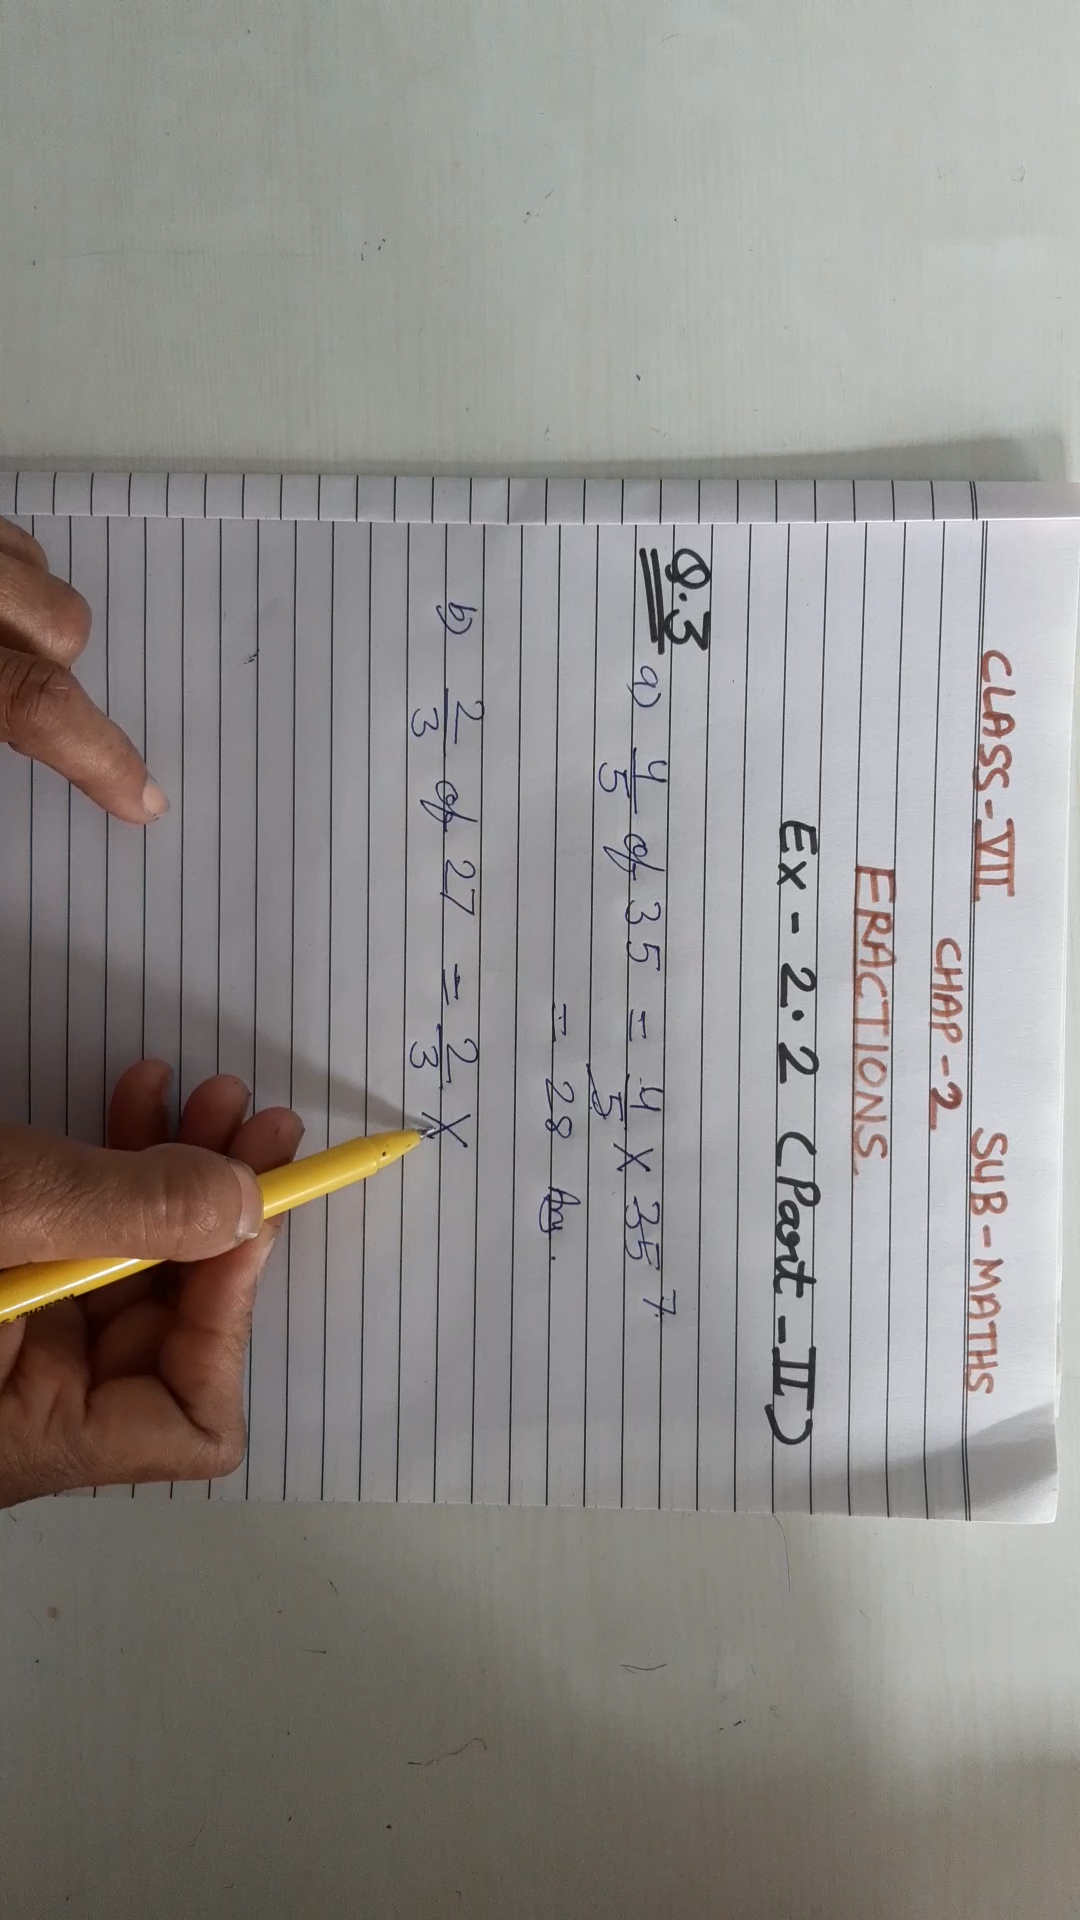 CLASS-VII SUB-MATHS
CHAP-2
FRACTIONS
Ex - 2.2 (Part-II)
Q.3 a) 4/5 of 35 = 4/5 × 35 7
= 28 Ans.
b) 2/3 of 27 = 2/3 ×